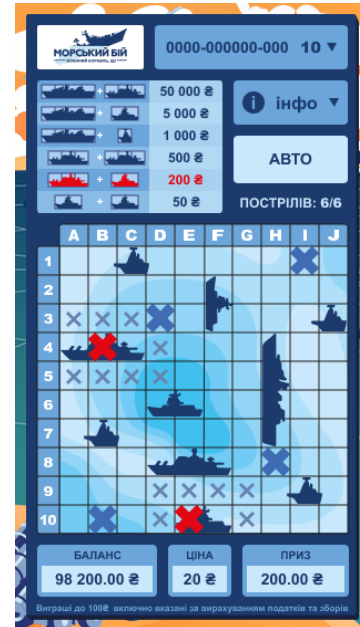 МОРСЬКИЙ БІЙ
0000-000000-000 10 ▼
+ 50 000 ₴
+ 5 000 ₴
+ 1 000 ₴
+ 500 ₴
+ 200 ₴
+ 50 ₴
i інфо ▼
АВТО
ПОСТРІЛІВ: 6/6
A B C D E F G H I J
1
2
3
4
5
6
7
8
9
10
БАЛАНС ЦІНА ПРИЗ
98 200.00 ₴ 20 ₴ 200.00 ₴
Виграші до 100₴ включно вказані за вирахуванням податків та зборів